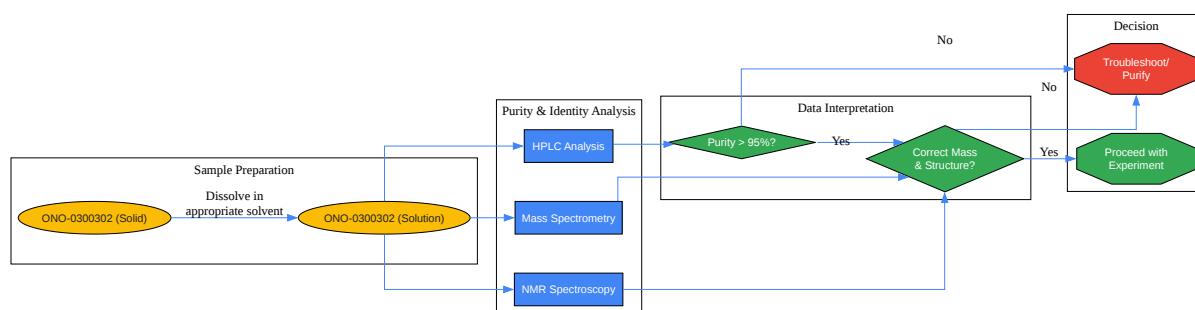 Sample Preparation
ONO-0300302 (Solid)
Dissolve in
appropriate solvent
ONO-0300302 (Solution)
Purity & Identity Analysis
HPLC Analysis
Mass Spectrometry
NMR Spectroscopy
Data Interpretation
Purity > 95%?
Yes
No
Correct Mass
& Structure?
No
Yes
Decision
Troubleshoot/
Purify
Proceed with
Experiment